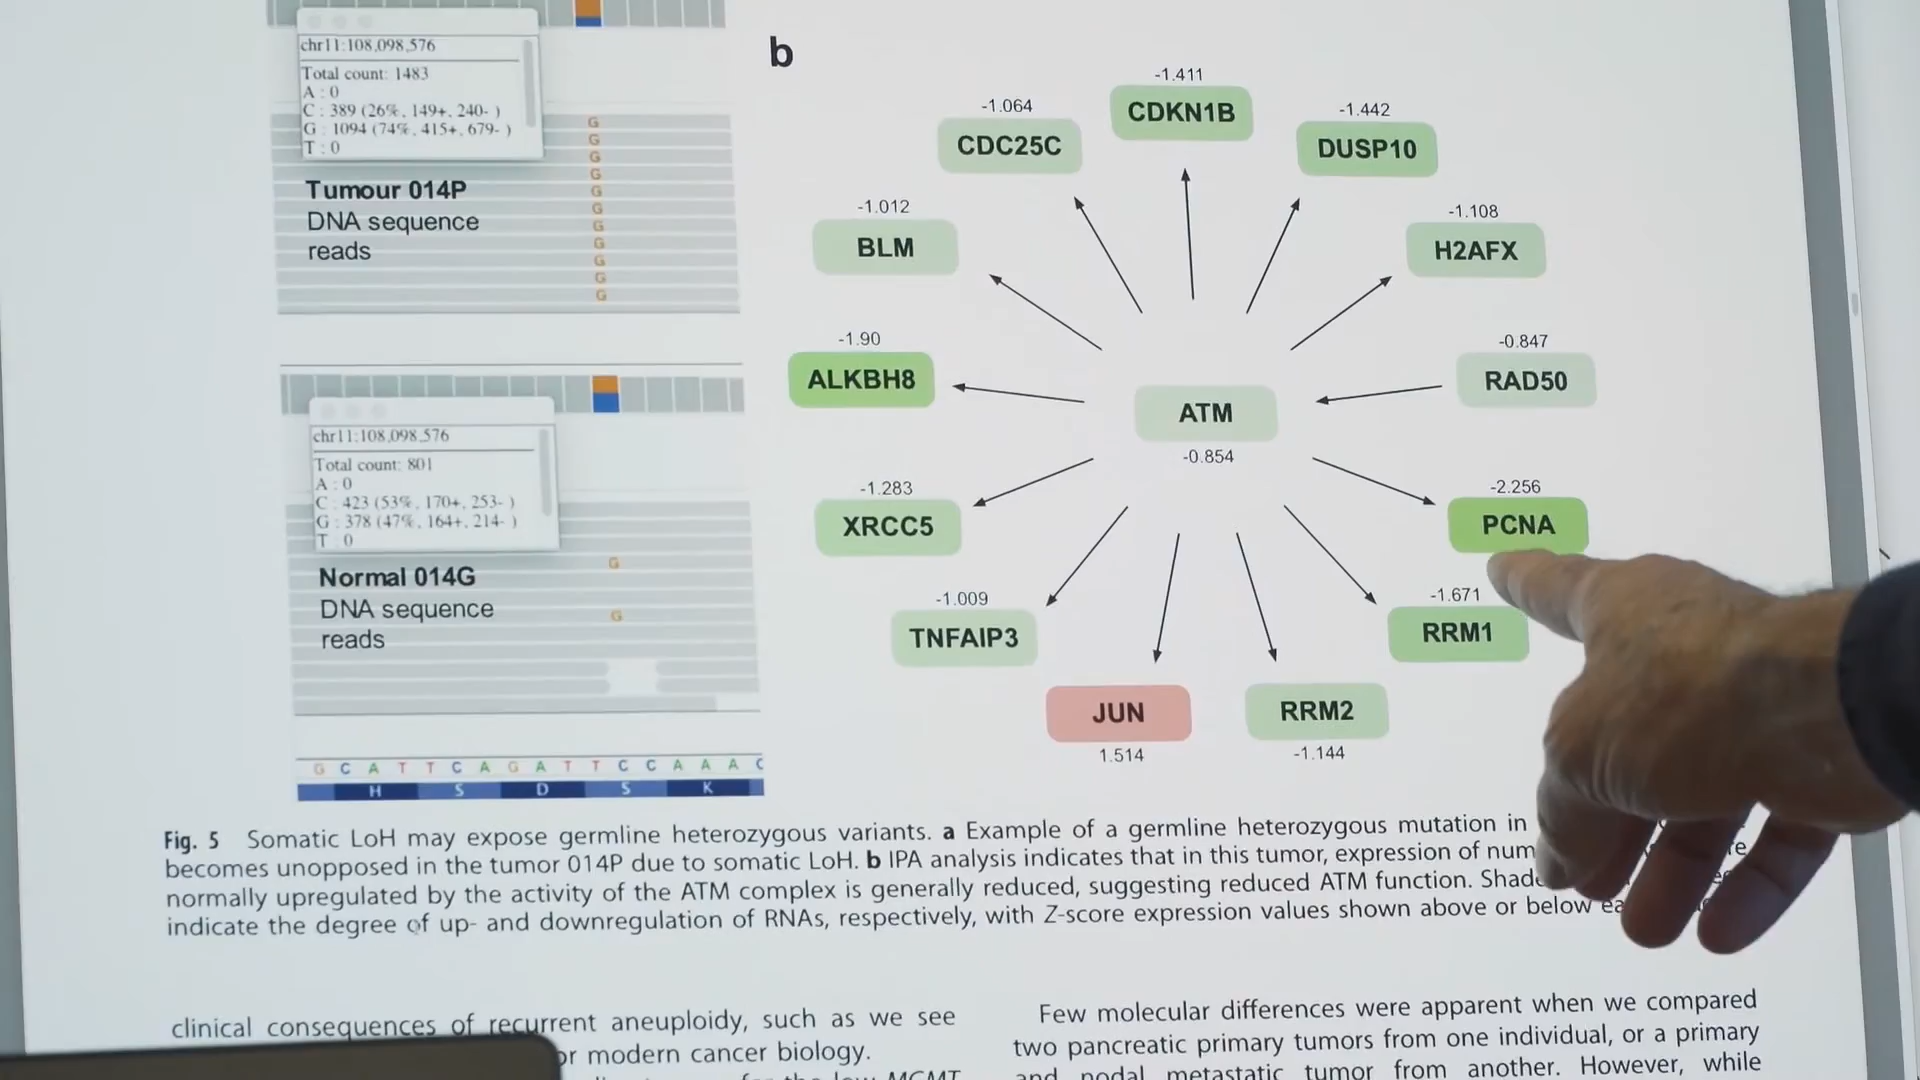 chr11:108,098,576
Total count: 1483
A : 0
C : 389 (26%, 149+, 240- )
G : 1094 (74%, 415+, 679- )
T : 0
G
G
G
G
G
G
G
G
G
G
G
Tumour 014P
DNA sequence
reads
chr11:108,098,576
Total count: 801
A : 0
C : 423 (53%, 170+, 253- )
G : 378 (47%, 164+, 214- )
T : 0
G
G
Normal 014G
DNA sequence
reads
G C A T T C A G A T T C C A A A C
H S D S K
b
-1.411
CDKN1B
-1.064
CDC25C
-1.442
DUSP10
-1.012
BLM
-1.108
H2AFX
-1.90
ALKBH8
-0.847
RAD50
ATM
-0.854
-1.283
XRCC5
-2.256
PCNA
-1.009
TNFAIP3
-1.671
RRM1
JUN
1.514
RRM2
-1.144
Fig. 5 Somatic LoH may expose germline heterozygous variants. a Example of a germline heterozygous mutation in
becomes unopposed in the tumor 014P due to somatic LoH. b IPA analysis indicates that in this tumor, expression of
normally upregulated by the activity of the ATM complex is generally reduced, suggesting reduced ATM function.
indicate the degree of up- and downregulation of RNAs, respectively, with Z-score expression values shown above or below
clinical consequences of recurrent aneuploidy, such as we see
or modern cancer biology.
Few molecular differences were apparent when we compared
two pancreatic primary tumors from one individual, or a primary
and nodal metastatic tumor from another. However, while